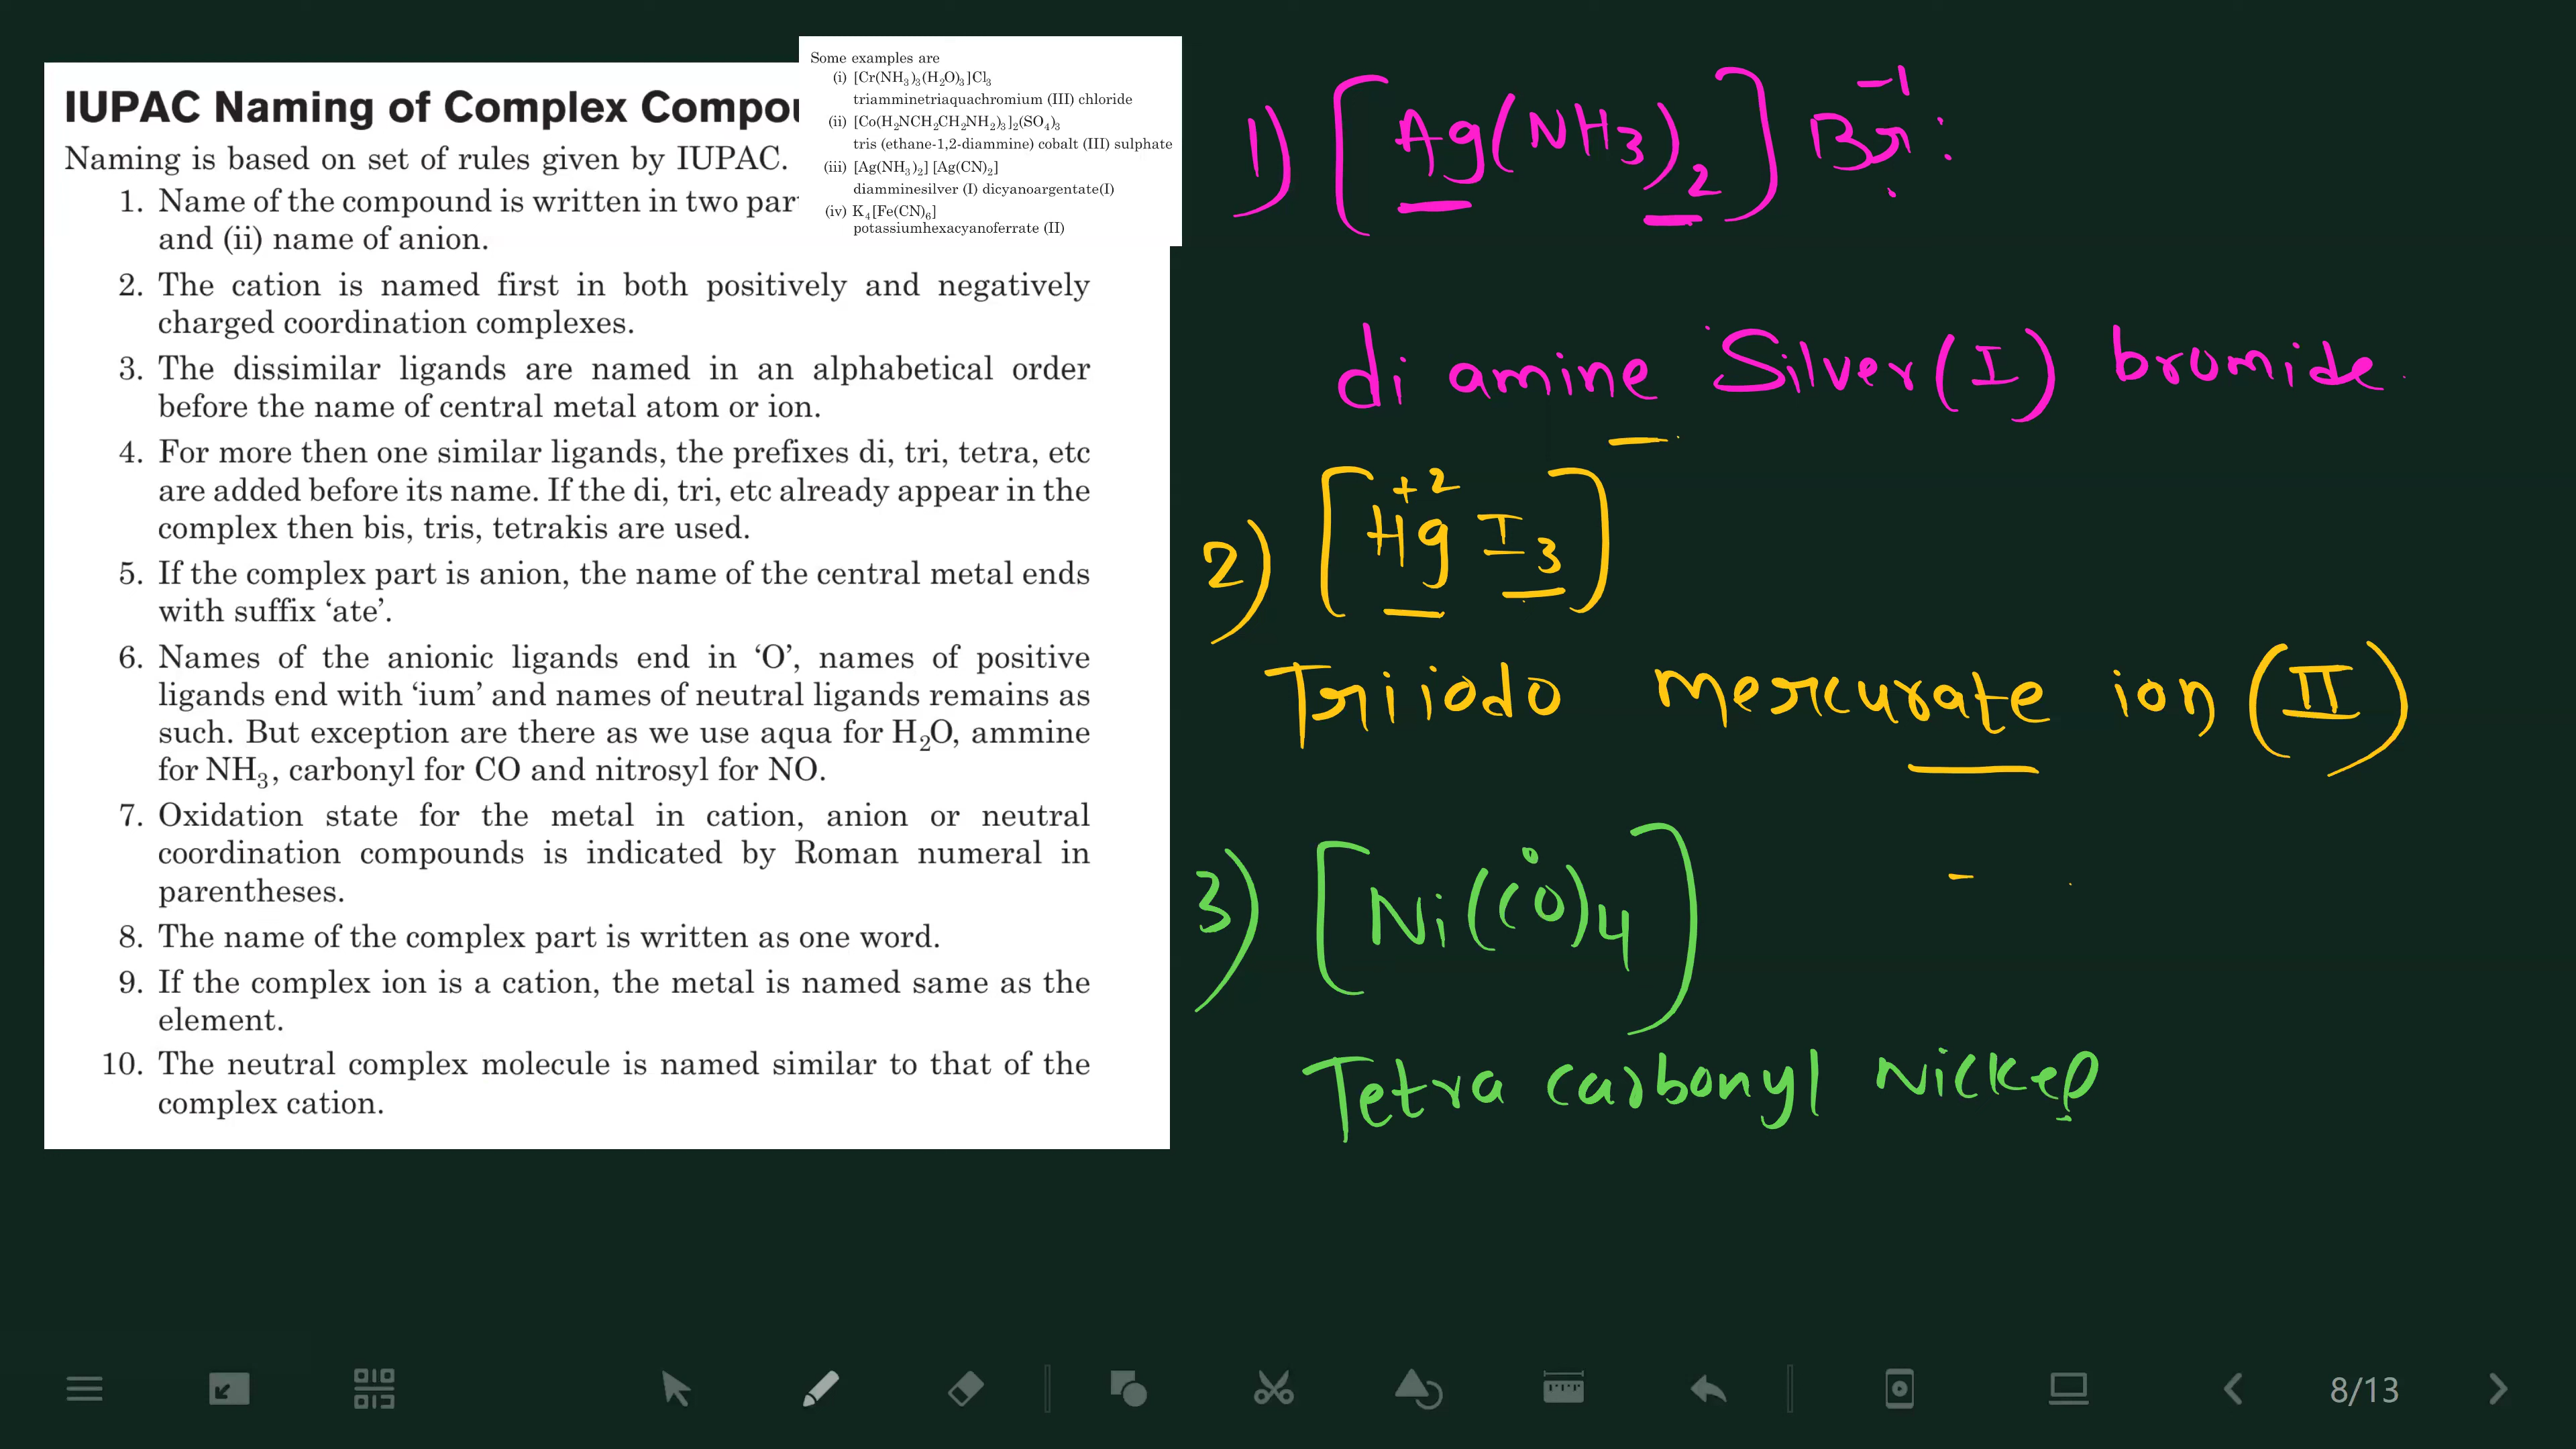 IUPAC Naming of Complex Compou
Naming is based on set of rules given by IUPAC.
1. Name of the compound is written in two par
and (ii) name of anion.
2. The cation is named first in both positively and negatively
charged coordination complexes.
3. The dissimilar ligands are named in an alphabetical order
before the name of central metal atom or ion.
4. For more then one similar ligands, the prefixes di, tri, tetra, etc
are added before its name. If the di, tri, etc already appear in the
complex then bis, tris, tetrakis are used.
5. If the complex part is anion, the name of the central metal ends
with suffix ‘ate’.
6. Names of the anionic ligands end in ‘O’, names of positive
ligands end with ‘ium’ and names of neutral ligands remains as
such. But exception are there as we use aqua for H₂O, ammine
for NH₃, carbonyl for CO and nitrosyl for NO.
7. Oxidation state for the metal in cation, anion or neutral
coordination compounds is indicated by Roman numeral in
parentheses.
8. The name of the complex part is written as one word.
9. If the complex ion is a cation, the metal is named same as the
element.
10. The neutral complex molecule is named similar to that of the
complex cation.
Some examples are
(i) [Cr(NH₃)₃(H₂O)₃]Cl₃
triamminetriaquachromium (III) chloride
(ii) [Co(H₂NCH₂CH₂NH₂)₃]₂(SO₄)₃
tris (ethane-1,2-diammine) cobalt (III) sulphate
(iii) [Ag(NH₃)₂] [Ag(CN)₂]
diamminesilver (I) dicyanoargentate(I)
(iv) K₄[Fe(CN)₆]
potassiumhexacyanoferrate (II)
1) [Ag(NH₃)₂] Br⁻¹ :
di amine Silver (I) bromide.
2) [Hg⁺² I₃]
Triiodo mercurate ion (II)
3) [Ni(CO)₄]
Tetra carbonyl Nickel
8/13